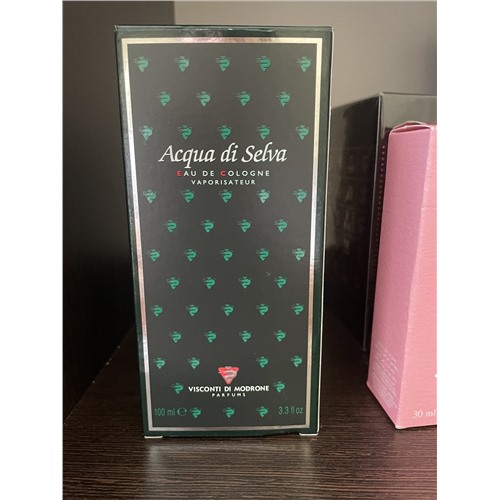 Acqua di Selva
EAU DE COLOGNE
VAPORISATEUR
VISCONTI DI MODRONE
PARFUMS
100 ml ℮ 3.3 fl oz
30 ml